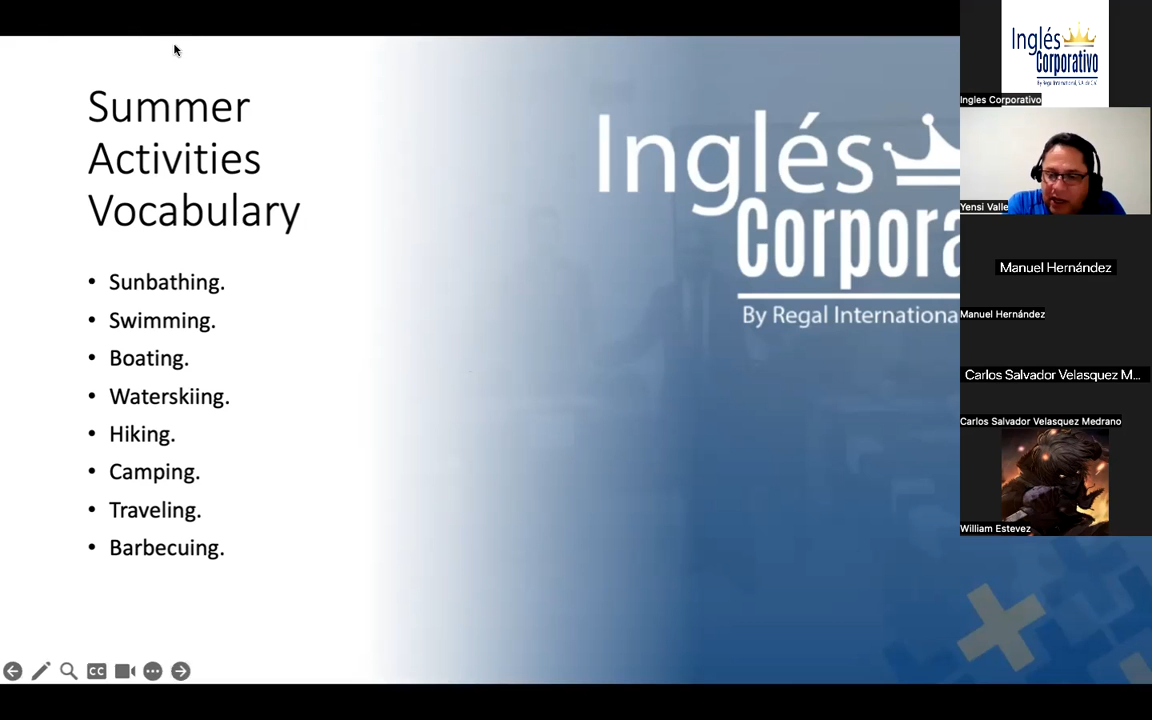 Summer
Activities
Vocabulary
• Sunbathing.
• Swimming.
• Boating.
• Waterskiing.
• Hiking.
• Camping.
• Traveling.
• Barbecuing.
Inglés
Corpora
By Regal Internationa
CC
Inglés
Corporativo
Ingles Corporativo
Yensi Valle
Manuel Hernández
Manuel Hernández
Carlos Salvador Velasquez M...
Carlos Salvador Velasquez Medrano
William Estevez